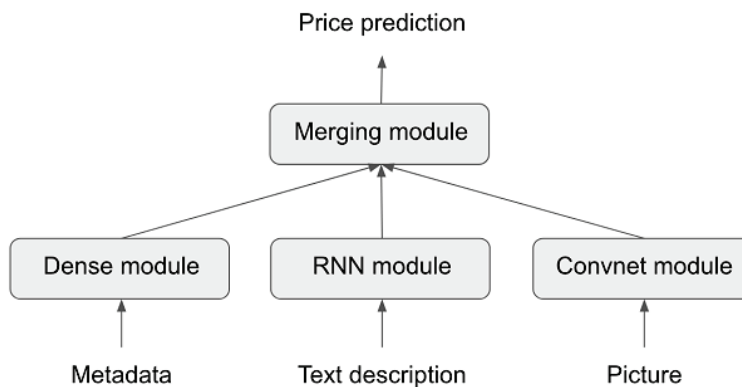 Price prediction
Merging module
Dense module
RNN module
Convnet module
Metadata
Text description
Picture